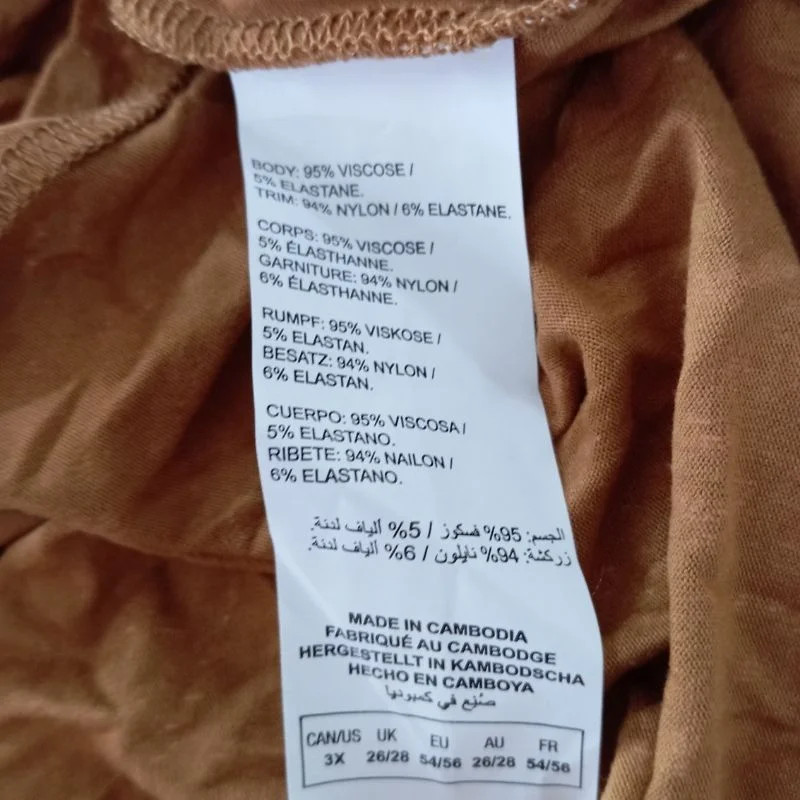 BODY: 95% VISCOSE /
5% ELASTANE.
TRIM: 94% NYLON / 6% ELASTANE.
CORPS: 95% VISCOSE /
5% ÉLASTHANNE.
GARNITURE: 94% NYLON /
6% ÉLASTHANNE.
RUMPF: 95% VISKOSE /
5% ELASTAN.
BESATZ: 94% NYLON /
6% ELASTAN.
CUERPO: 95% VISCOSA /
5% ELASTANO.
RIBETE: 94% NAILON /
6% ELASTANO.
الجسم: 95% فسكوز / 5% ألياف لدنة.
زركشة: 94% نايلون / 6% ألياف لدنة.
MADE IN CAMBODIA
FABRIQUÉ AU CAMBODGE
HERGESTELLT IN KAMBODSCHA
HECHO EN CAMBOYA
صُنع في كمبوديا
CAN/US UK EU AU FR
3X 26/28 54/56 26/28 54/56